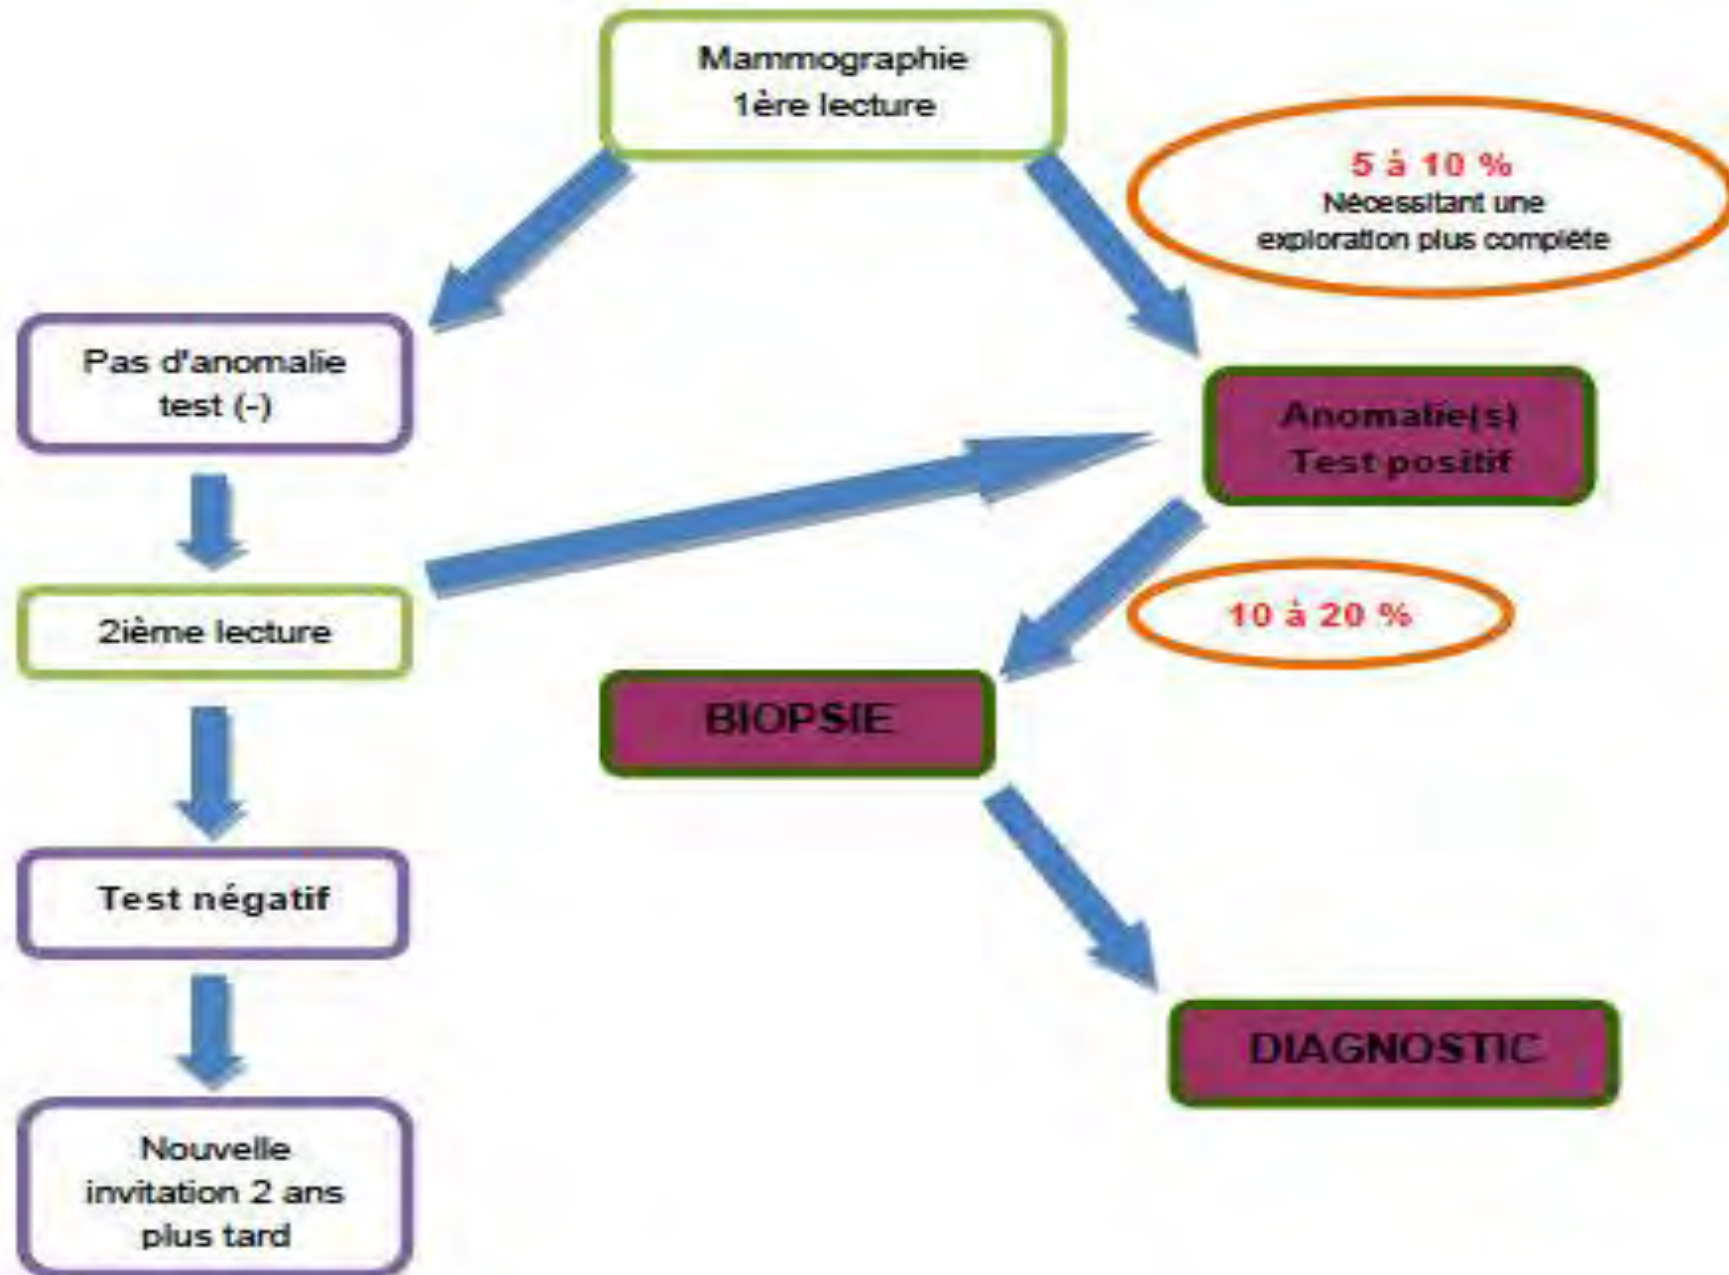 Mammographie
1ère lecture
5 à 10 %
Nécessitant une
exploration plus complète
Pas d'anomalie
test (-)
Anomalie(s)
Test positif
2ième lecture
10 à 20 %
BIOPSIE
Test négatif
DIAGNOSTIC
Nouvelle
invitation 2 ans
plus tard